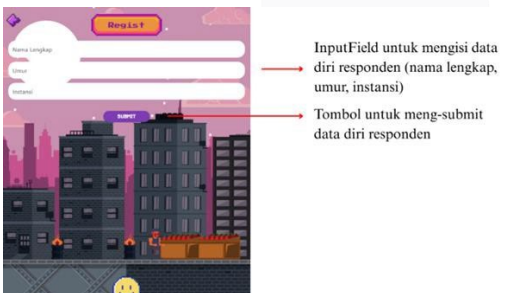 Regist
Nama Lengkap
Umur
Instansi
SUBMIT
InputField untuk mengisi data
diri responden (nama lengkap,
umur, instansi)
Tombol untuk meng-submit
data diri responden